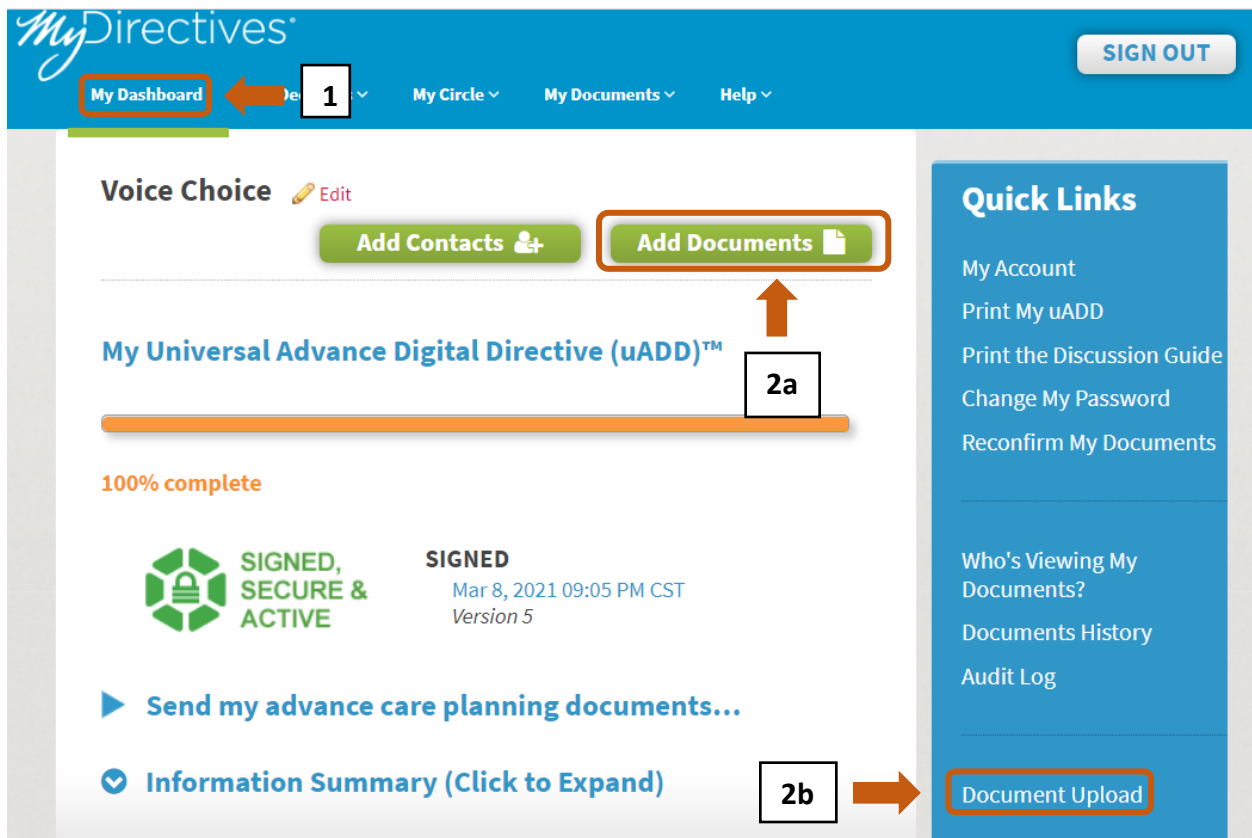 MyDirectives
SIGN OUT
My Dashboard
1
My Circle
My Documents
Help
Voice Choice Edit
Add Contacts
Add Documents
My Universal Advance Digital Directive (uADD)™
2a
100% complete
SIGNED,
SECURE &
ACTIVE
SIGNED
Mar 8, 2021 09:05 PM CST
Version 5
Send my advance care planning documents...
Information Summary (Click to Expand)
2b
Quick Links
My Account
Print My uADD
Print the Discussion Guide
Change My Password
Reconfirm My Documents
Who's Viewing My
Documents?
Documents History
Audit Log
Document Upload